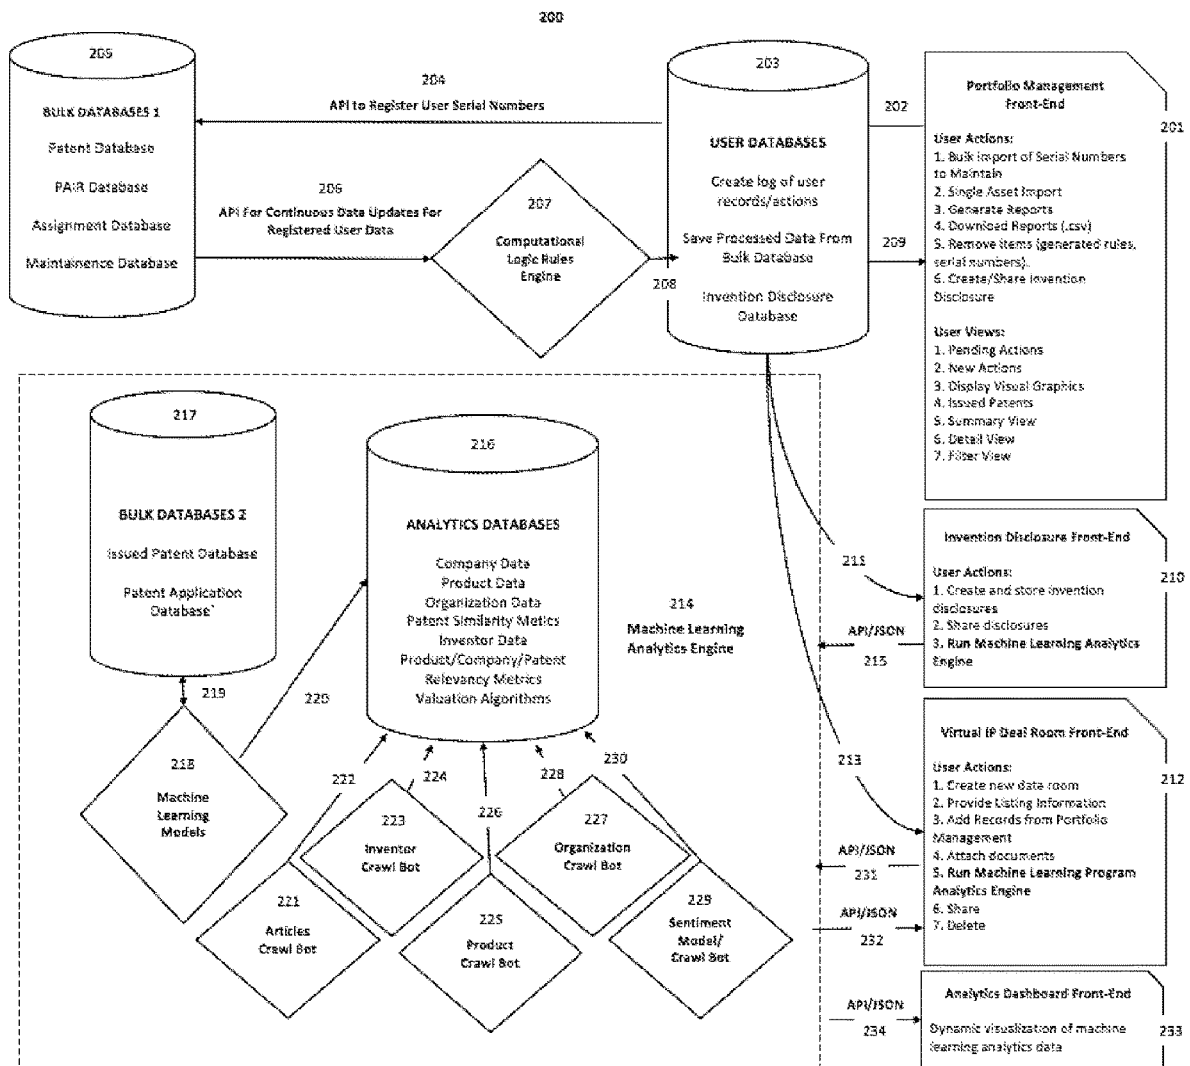 200
205
BULK DATABASES 1
Patent Database
PAIR Database
Assignment Database
Maintainence Database
204
API to Register User Serial Numbers
206
API For Continuous Data Updates For
Registered User Data
207
Computational
Logic Rules
Engine
208
203
USER DATABASES
Create log of user
records/actions
Save Processed Data From
Bulk Database
Invention Disclosure
Database
202
209
Portfolio Management
Front-End
201
User Actions:
1. Bulk Import of Serial Numbers
to Maintain
2. Single Asset Import
3. Generate Reports
4. Download Reports (.csv)
5. Remove items (generated rules,
serial numbers).
6. Create/Share Invention
Disclosure
User Views:
1. Pending Actions
2. New Actions
3. Display Visual Graphics
4. Issued Patents
5. Summary View
6. Detail View
7. Filter View
217
BULK DATABASES 2
Issued Patent Database
Patent Application
Database`
219
218
Machine
Learning
Models
220
216
ANALYTICS DATABASES
Company Data
Product Data
Organization Data
Patent Similarity Metics
Inventor Data
Product/Company/Patent
Relevancy Metrics
Valuation Algorithms
214
Machine Learning
Analytics Engine
222
224
226
228
230
221
Articles
Crawl Bot
223
Inventor
Crawl Bot
225
Product
Crawl Bot
227
Organization
Crawl Bot
229
Sentiment
Model/
Crawl Bot
211
213
Invention Disclosure Front-End
210
User Actions:
1. Create and store invention
disclosures
2. Share disclosures
3. Run Machine Learning Analytics
Engine
API/JSON
215
Virtual IP Deal Room Front-End
212
User Actions:
1. Create new data room
2. Provide Listing Information
3. Add Records from Portfolio
Management
4. Attach documents
5. Run Machine Learning Program
Analytics Engine
6. Share
7. Delete
API/JSON
231
API/JSON
232
API/JSON
234
Analytics Dashboard Front-End
Dynamic visualization of machine
learning analytics data
233